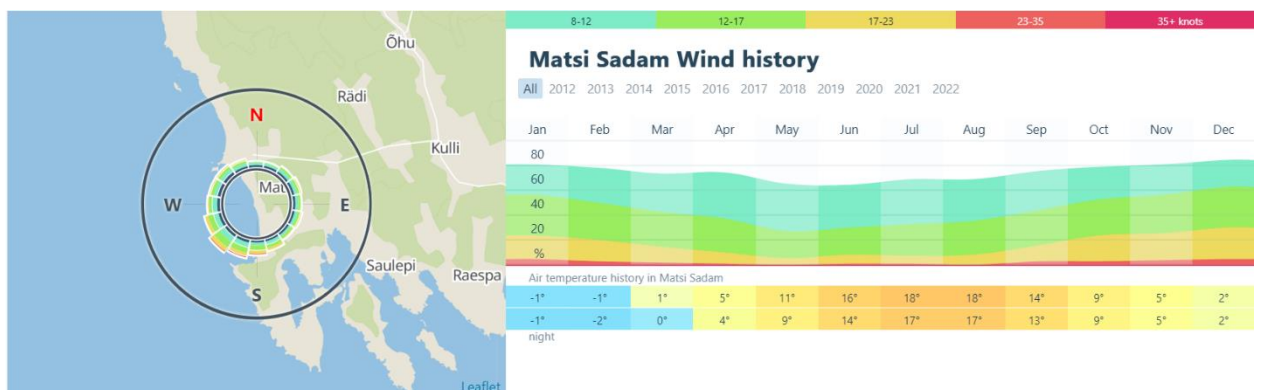 Õhu
Rädi
Kulli
N
W
E
S
Saulepi
Raespa
Leaflet
8-12 12-17 17-23 23-35 35+ knots
Matsi Sadam Wind history
All 2012 2013 2014 2015 2016 2017 2018 2019 2020 2021 2022
Jan Feb Mar Apr May Jun Jul Aug Sep Oct Nov Dec
80
60
40
20
%
Air temperature history in Matsi Sadam
-1° -1° 1° 5° 11° 16° 18° 18° 14° 9° 5° 2°
-1° -2° 0° 4° 9° 14° 17° 17° 13° 9° 5° 2°
night